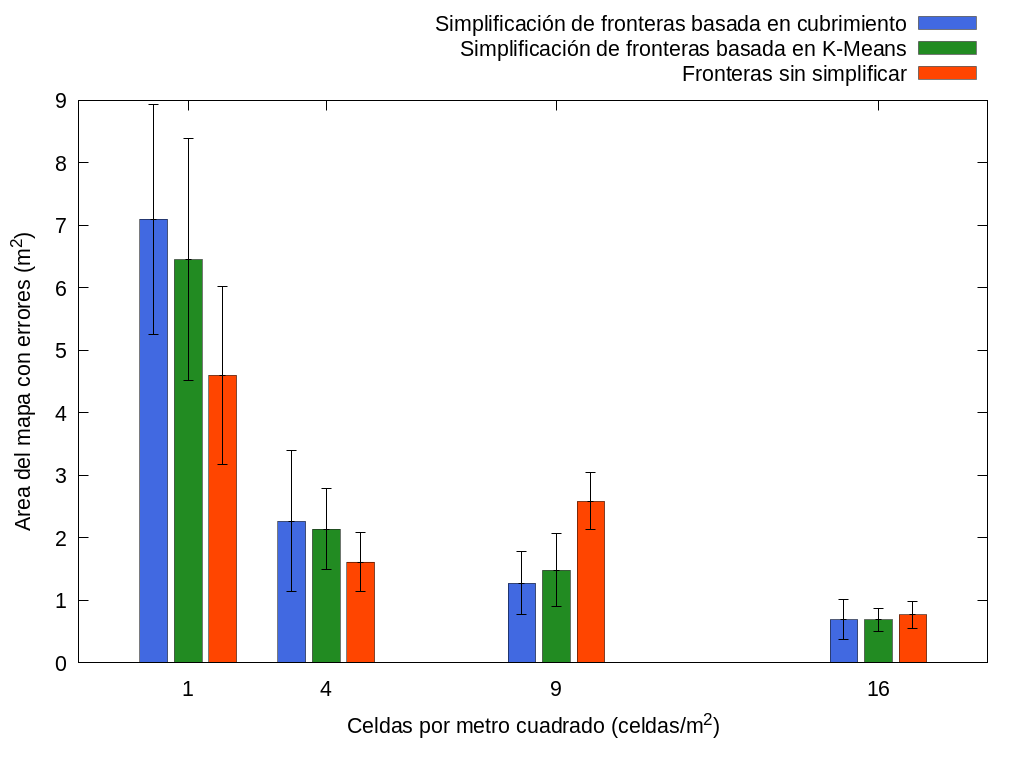 Simplificación de fronteras basada en cubrimiento
Simplificación de fronteras basada en K-Means
Fronteras sin simplificar
9
8
7
6
5
4
3
2
1
0
Area del mapa con errores (m²)
1 4 9 16
Celdas por metro cuadrado (celdas/m²)